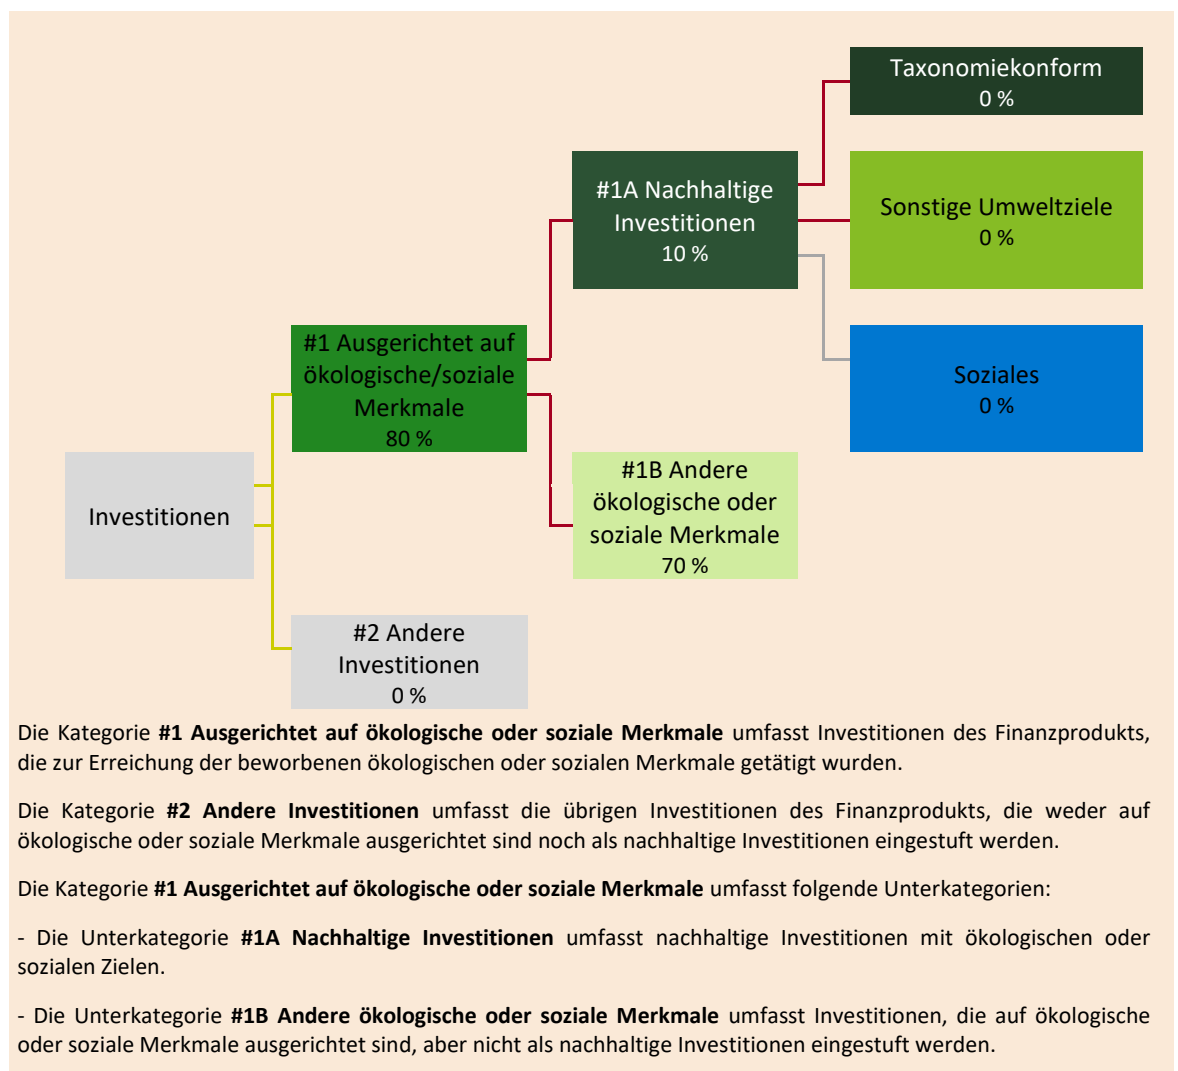 Taxonomiekonform
0 %
#1A Nachhaltige
Investitionen
10 %
Sonstige Umweltziele
0 %
#1 Ausgerichtet auf
ökologische/soziale
Merkmale
80 %
Soziales
0 %
Investitionen
#1B Andere
ökologische oder
soziale Merkmale
70 %
#2 Andere
Investitionen
0 %
Die Kategorie #1 Ausgerichtet auf ökologische oder soziale Merkmale umfasst Investitionen des Finanzprodukts,
die zur Erreichung der beworbenen ökologischen oder sozialen Merkmale getätigt wurden.
Die Kategorie #2 Andere Investitionen umfasst die übrigen Investitionen des Finanzprodukts, die weder auf
ökologische oder soziale Merkmale ausgerichtet sind noch als nachhaltige Investitionen eingestuft werden.
Die Kategorie #1 Ausgerichtet auf ökologische oder soziale Merkmale umfasst folgende Unterkategorien:
- Die Unterkategorie #1A Nachhaltige Investitionen umfasst nachhaltige Investitionen mit ökologischen oder
sozialen Zielen.
- Die Unterkategorie #1B Andere ökologische oder soziale Merkmale umfasst Investitionen, die auf ökologische
oder soziale Merkmale ausgerichtet sind, aber nicht als nachhaltige Investitionen eingestuft werden.